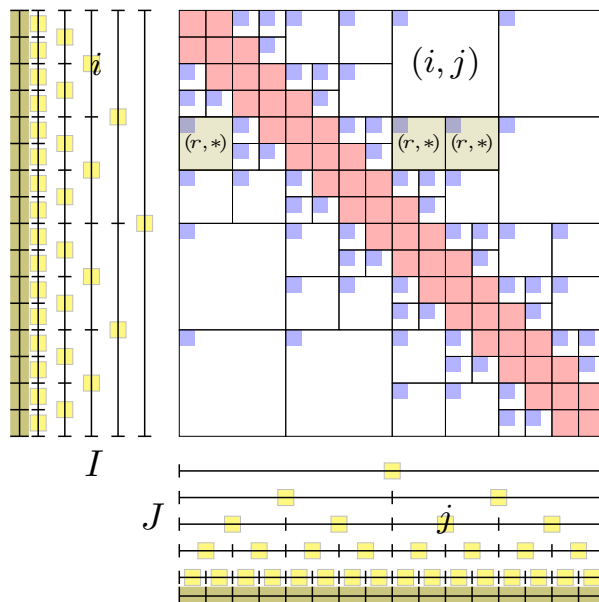 i
(i, j)
(r, ∗) (r, ∗) (r, ∗)
I
J
j